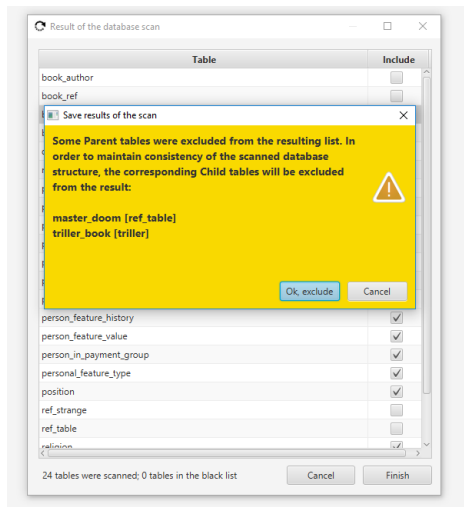 Result of the database scan
Table Include
book_author
book_ref
Save results of the scan
Some Parent tables were excluded from the resulting list. In
order to maintain consistency of the scanned database
structure, the corresponding Child tables will be excluded
from the result:
master_doom [ref_table]
triller_book [triller]
Ok, exclude Cancel
person_feature_history
person_feature_value
person_in_payment_group
personal_feature_type
position
ref_strange
ref_table
religion
24 tables were scanned; 0 tables in the black list Cancel Finish